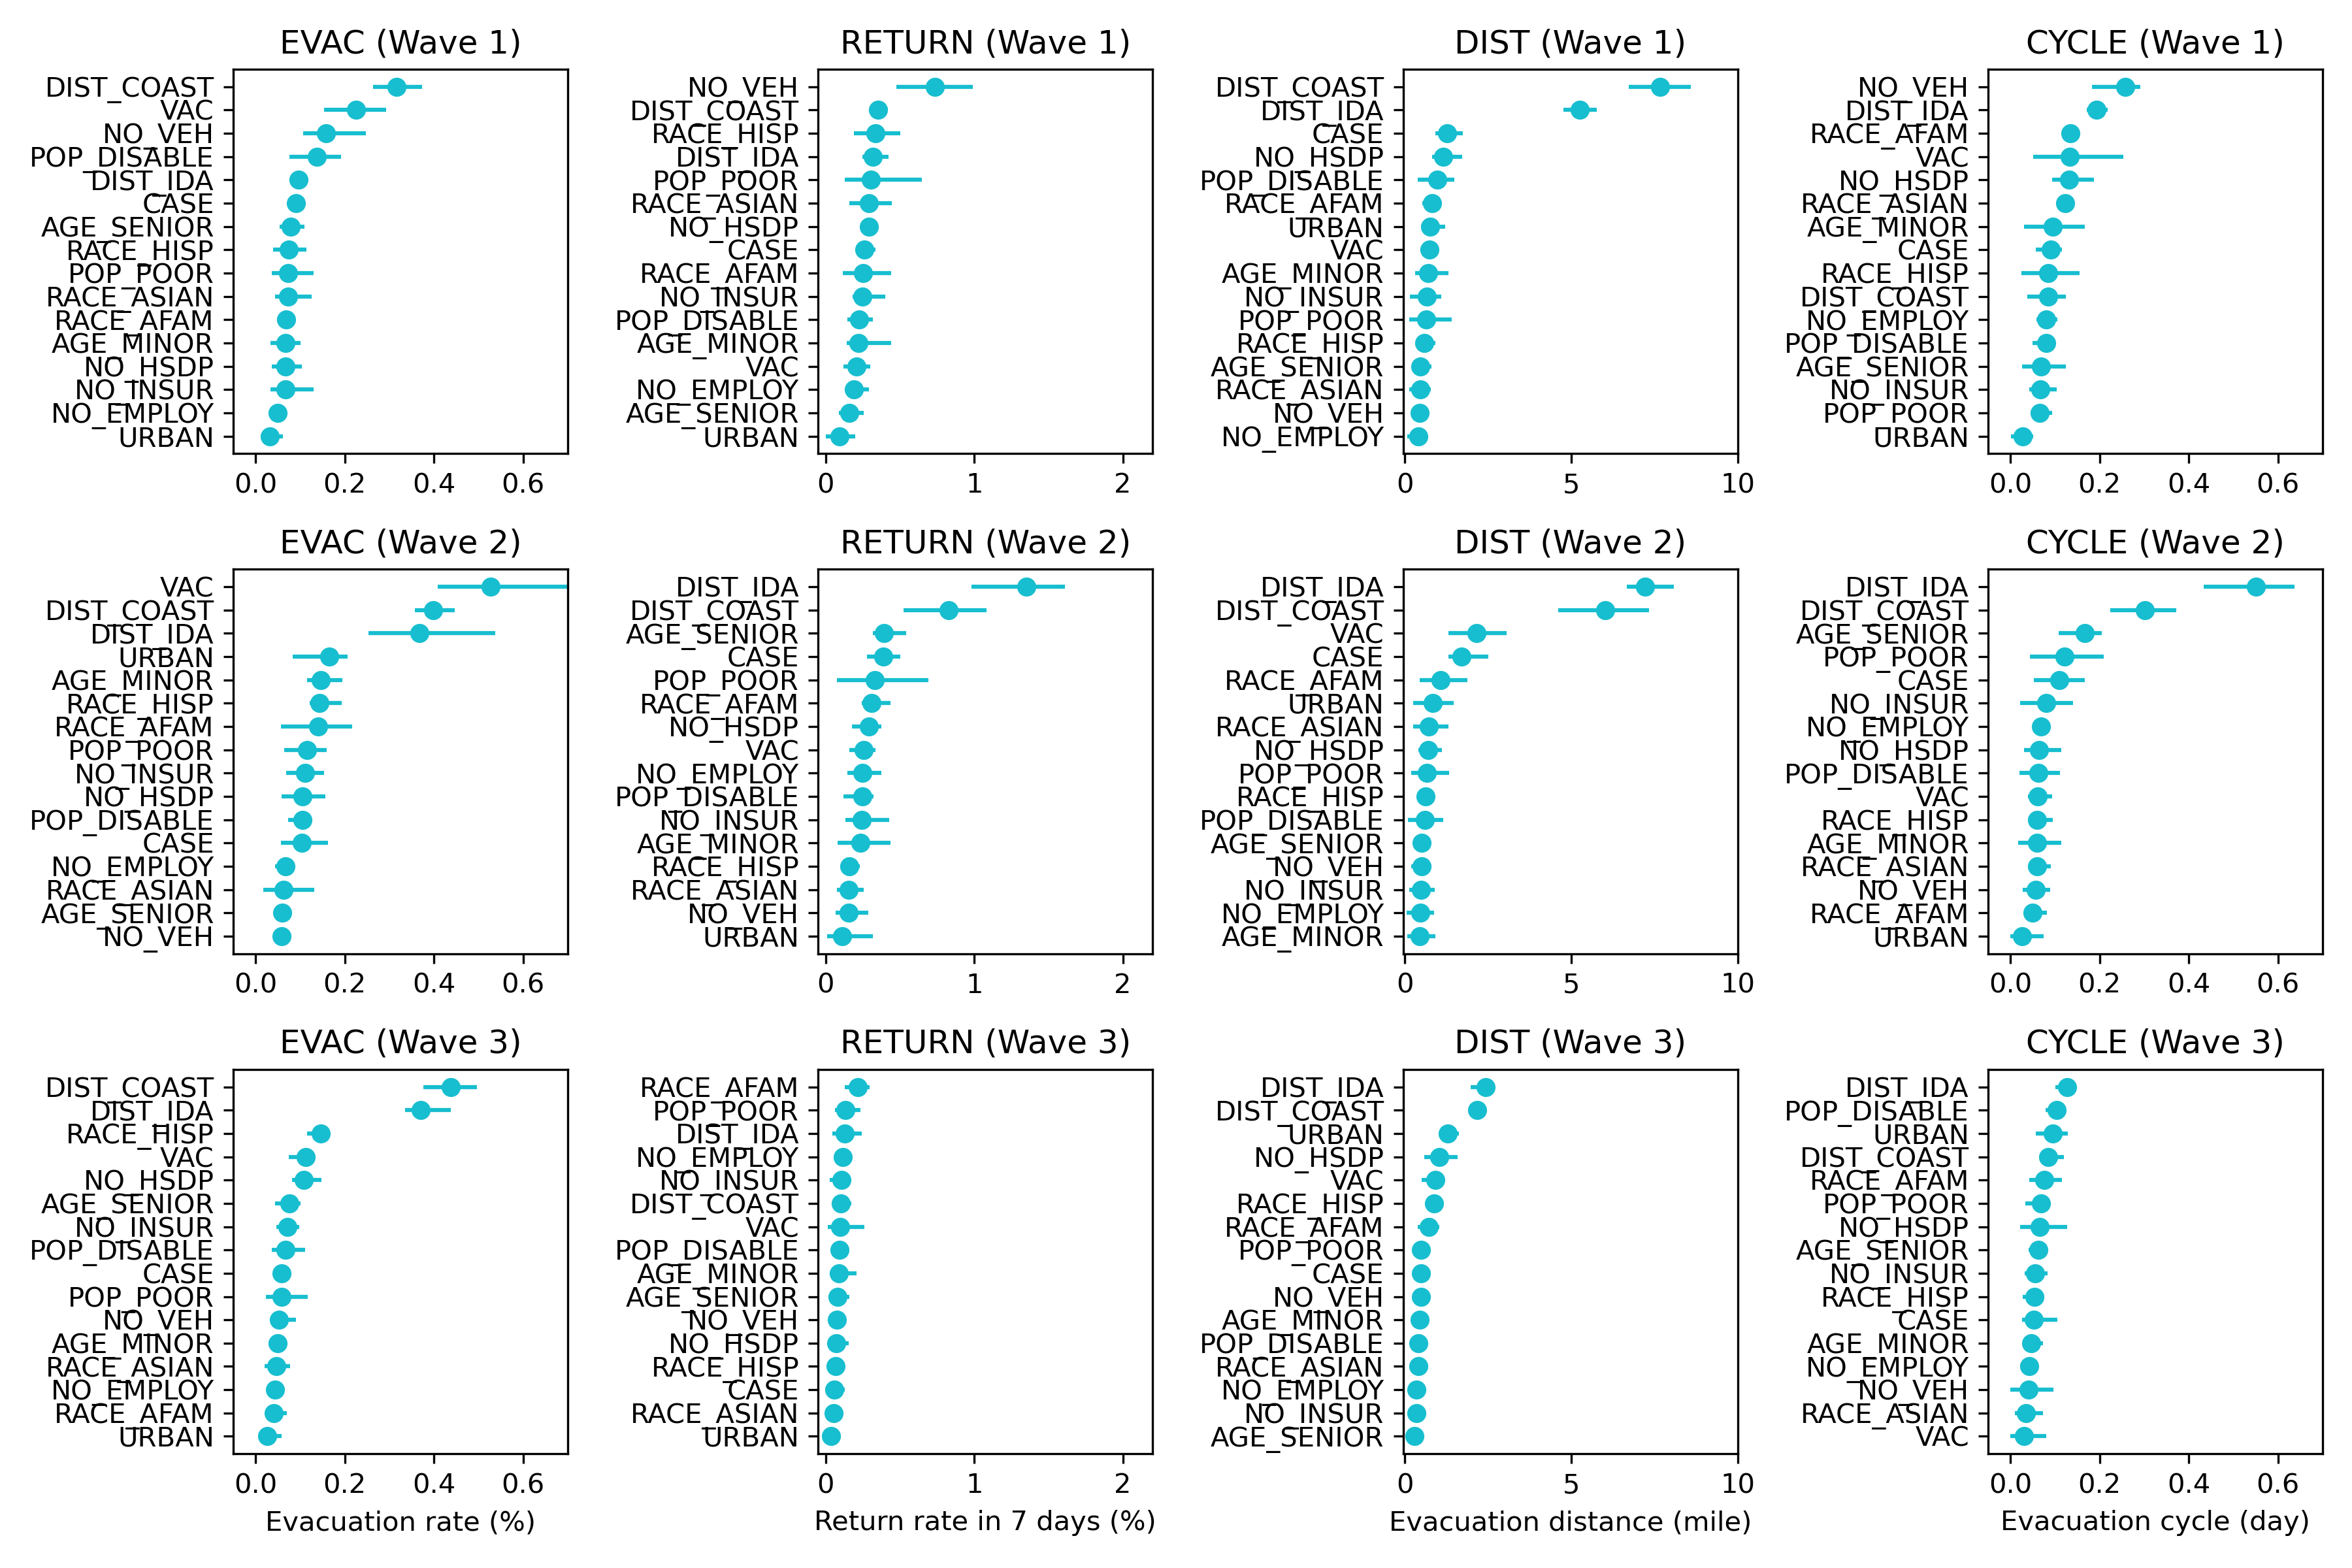 EVAC (Wave 1)
DIST_COAST
VAC
NO_VEH
POP_DISABLE
DIST_IDA
CASE
AGE_SENIOR
RACE_HISP
POP_POOR
RACE_ASIAN
RACE_AFAM
AGE_MINOR
NO_HSDP
NO_INSUR
NO_EMPLOY
URBAN
0.0 0.2 0.4 0.6
RETURN (Wave 1)
NO_VEH
DIST_COAST
RACE_HISP
DIST_IDA
POP_POOR
RACE_ASIAN
NO_HSDP
CASE
RACE_AFAM
NO_INSUR
POP_DISABLE
AGE_MINOR
VAC
NO_EMPLOY
AGE_SENIOR
URBAN
0 1 2
DIST (Wave 1)
DIST_COAST
DIST_IDA
CASE
NO_HSDP
POP_DISABLE
RACE_AFAM
URBAN
VAC
AGE_MINOR
NO_INSUR
POP_POOR
RACE_HISP
AGE_SENIOR
RACE_ASIAN
NO_VEH
NO_EMPLOY
0 5 10
CYCLE (Wave 1)
NO_VEH
DIST_IDA
RACE_AFAM
VAC
NO_HSDP
RACE_ASIAN
AGE_MINOR
CASE
RACE_HISP
DIST_COAST
NO_EMPLOY
POP_DISABLE
AGE_SENIOR
NO_INSUR
POP_POOR
URBAN
0.0 0.2 0.4 0.6
EVAC (Wave 2)
VAC
DIST_COAST
DIST_IDA
URBAN
AGE_MINOR
RACE_HISP
RACE_AFAM
POP_POOR
NO_INSUR
NO_HSDP
POP_DISABLE
CASE
NO_EMPLOY
RACE_ASIAN
AGE_SENIOR
NO_VEH
0.0 0.2 0.4 0.6
RETURN (Wave 2)
DIST_IDA
DIST_COAST
AGE_SENIOR
CASE
POP_POOR
RACE_AFAM
NO_HSDP
VAC
NO_EMPLOY
POP_DISABLE
NO_INSUR
AGE_MINOR
RACE_HISP
RACE_ASIAN
NO_VEH
URBAN
0 1 2
DIST (Wave 2)
DIST_IDA
DIST_COAST
VAC
CASE
RACE_AFAM
URBAN
RACE_ASIAN
NO_HSDP
POP_POOR
RACE_HISP
POP_DISABLE
AGE_SENIOR
NO_VEH
NO_INSUR
NO_EMPLOY
AGE_MINOR
0 5 10
CYCLE (Wave 2)
DIST_IDA
DIST_COAST
AGE_SENIOR
POP_POOR
CASE
NO_INSUR
NO_EMPLOY
NO_HSDP
POP_DISABLE
VAC
RACE_HISP
AGE_MINOR
RACE_ASIAN
NO_VEH
RACE_AFAM
URBAN
0.0 0.2 0.4 0.6
EVAC (Wave 3)
DIST_COAST
DIST_IDA
RACE_HISP
VAC
NO_HSDP
AGE_SENIOR
NO_INSUR
POP_DISABLE
CASE
POP_POOR
NO_VEH
AGE_MINOR
RACE_ASIAN
NO_EMPLOY
RACE_AFAM
URBAN
0.0 0.2 0.4 0.6
Evacuation rate (%)
RETURN (Wave 3)
RACE_AFAM
POP_POOR
DIST_IDA
NO_EMPLOY
NO_INSUR
DIST_COAST
VAC
POP_DISABLE
AGE_MINOR
AGE_SENIOR
NO_VEH
NO_HSDP
RACE_HISP
CASE
RACE_ASIAN
URBAN
0 1 2
Return rate in 7 days (%)
DIST (Wave 3)
DIST_IDA
DIST_COAST
URBAN
NO_HSDP
VAC
RACE_HISP
RACE_AFAM
POP_POOR
CASE
NO_VEH
AGE_MINOR
POP_DISABLE
RACE_ASIAN
NO_EMPLOY
NO_INSUR
AGE_SENIOR
0 5 10
Evacuation distance (mile)
CYCLE (Wave 3)
DIST_IDA
POP_DISABLE
URBAN
DIST_COAST
RACE_AFAM
POP_POOR
NO_HSDP
AGE_SENIOR
NO_INSUR
RACE_HISP
CASE
AGE_MINOR
NO_EMPLOY
NO_VEH
RACE_ASIAN
VAC
0.0 0.2 0.4 0.6
Evacuation cycle (day)